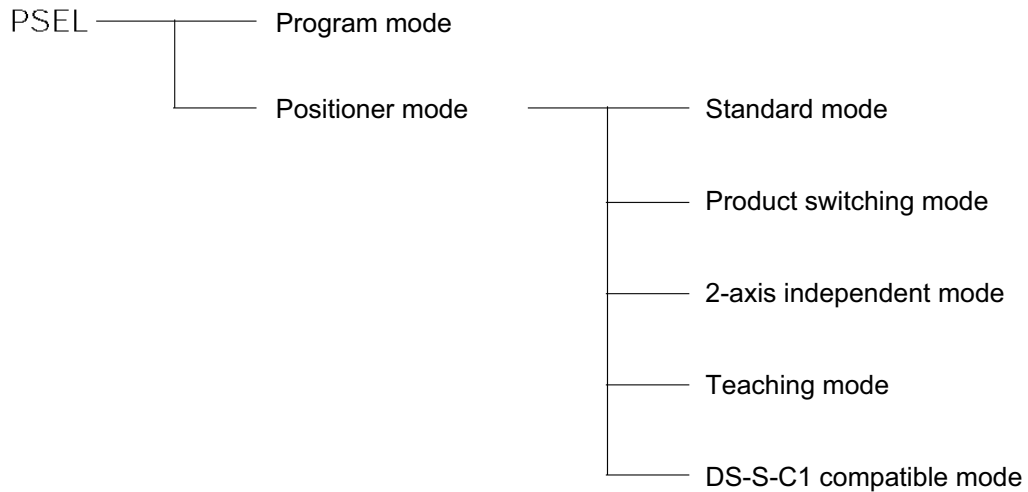 PSEL
Program mode
Positioner mode
Standard mode
Product switching mode
2-axis independent mode
Teaching mode
DS-S-C1 compatible mode